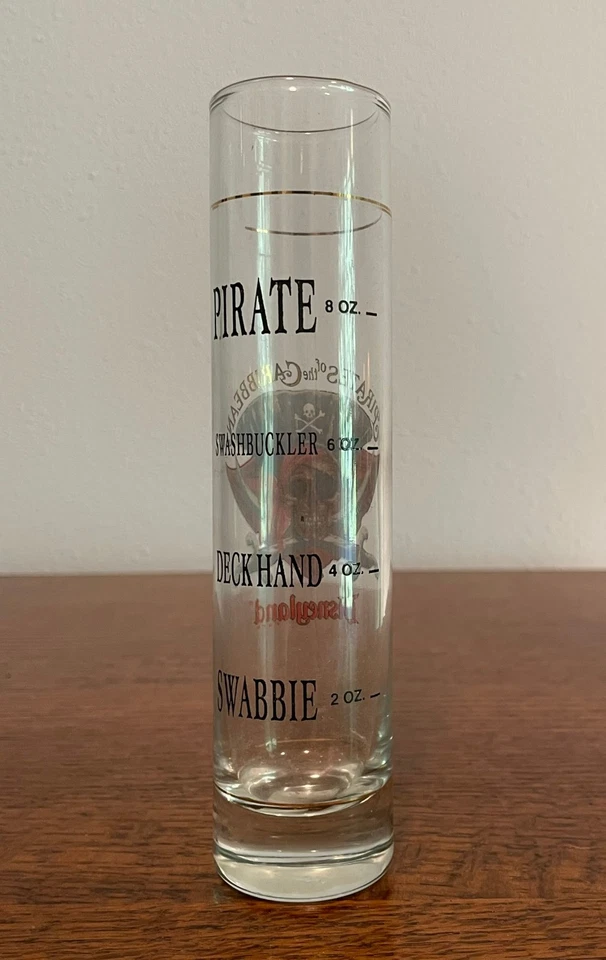 PIRATE 8 OZ.
PIRATES of the CARIBBEAN
SWASHBUCKLER 6 OZ.
DECKHAND 4 OZ.
Disneyland
SWABBIE 2 OZ.